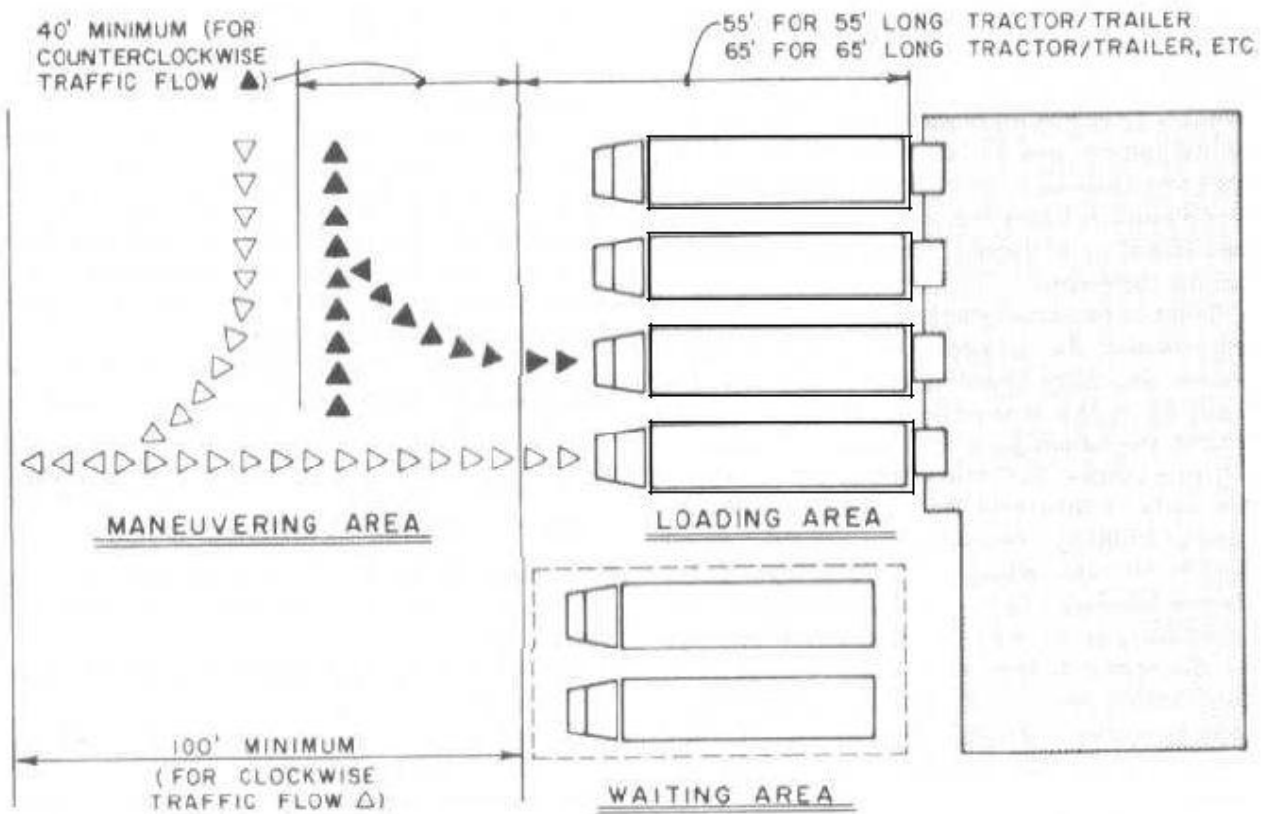 40' MINIMUM (FOR
COUNTERCLOCKWISE
TRAFFIC FLOW ▲)
55' FOR 55' LONG TRACTOR/TRAILER
65' FOR 65' LONG TRACTOR/TRAILER, ETC
MANEUVERING AREA
LOADING AREA
100' MINIMUM
(FOR CLOCKWISE
TRAFFIC FLOW △)
WAITING AREA